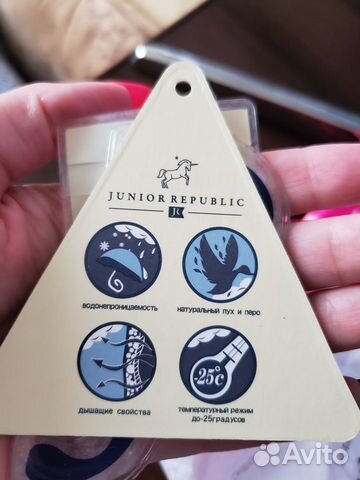 JUNIOR REPUBLIC
JR
водонепроницаемость
натуральный пух и перо
-25°c
дышащие свойства
температурный режим
до-25градусов
Avito